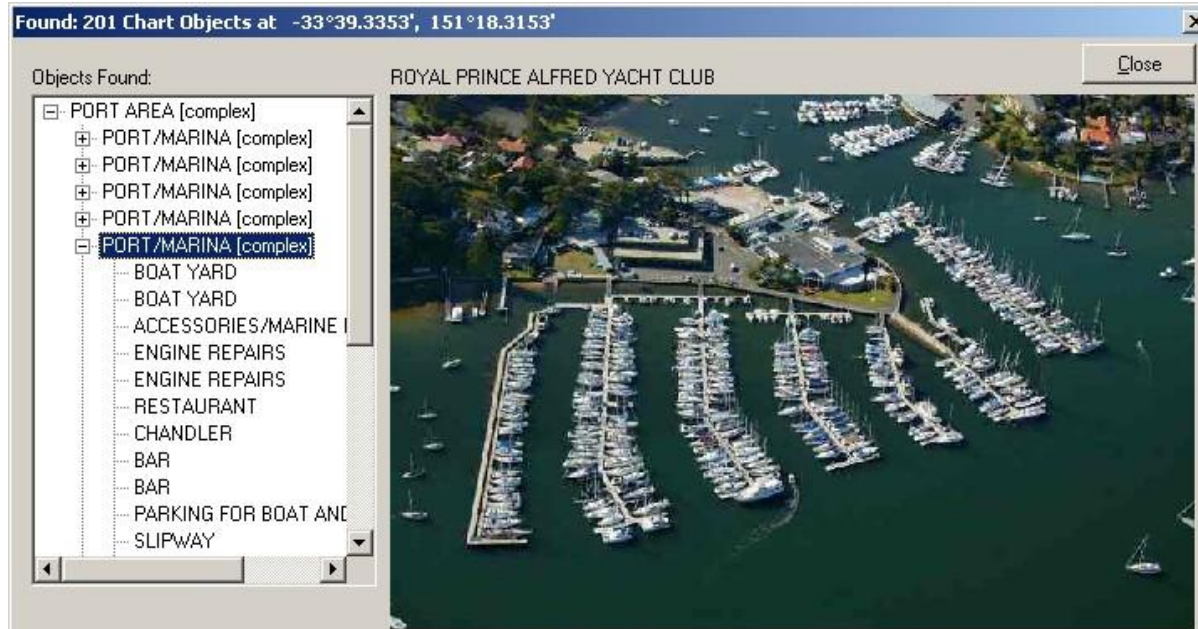 Found: 201 Chart Objects at -33°39.3353', 151°18.3153'
Close
Objects Found:
ROYAL PRINCE ALFRED YACHT CLUB
PORT AREA [complex]
PORT/MARINA [complex]
PORT/MARINA [complex]
PORT/MARINA [complex]
PORT/MARINA [complex]
PORT/MARINA [complex]
BOAT YARD
BOAT YARD
ACCESSORIES/MARINE
ENGINE REPAIRS
ENGINE REPAIRS
RESTAURANT
CHANDLER
BAR
BAR
PARKING FOR BOAT AND
SLIPWAY